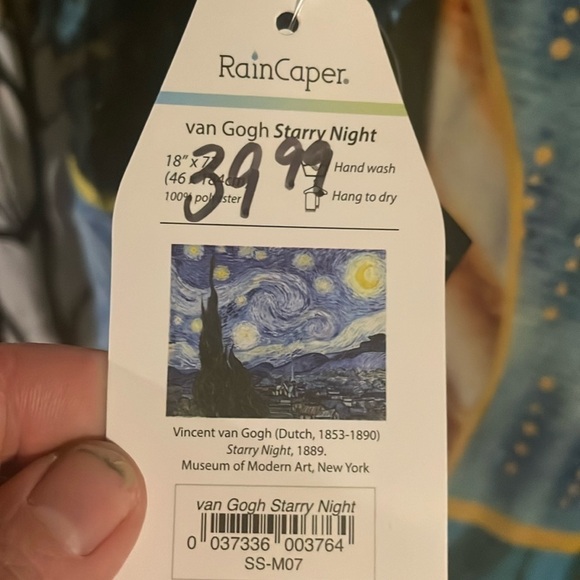 RainCaper®
van Gogh Starry Night
18" x 7
39 99
Hand wash
(46 x 184cm)
100% polyester
Hang to dry
Vincent van Gogh (Dutch, 1853-1890)
Starry Night, 1889.
Museum of Modern Art, New York
van Gogh Starry Night
0 037336 003764
SS-M07